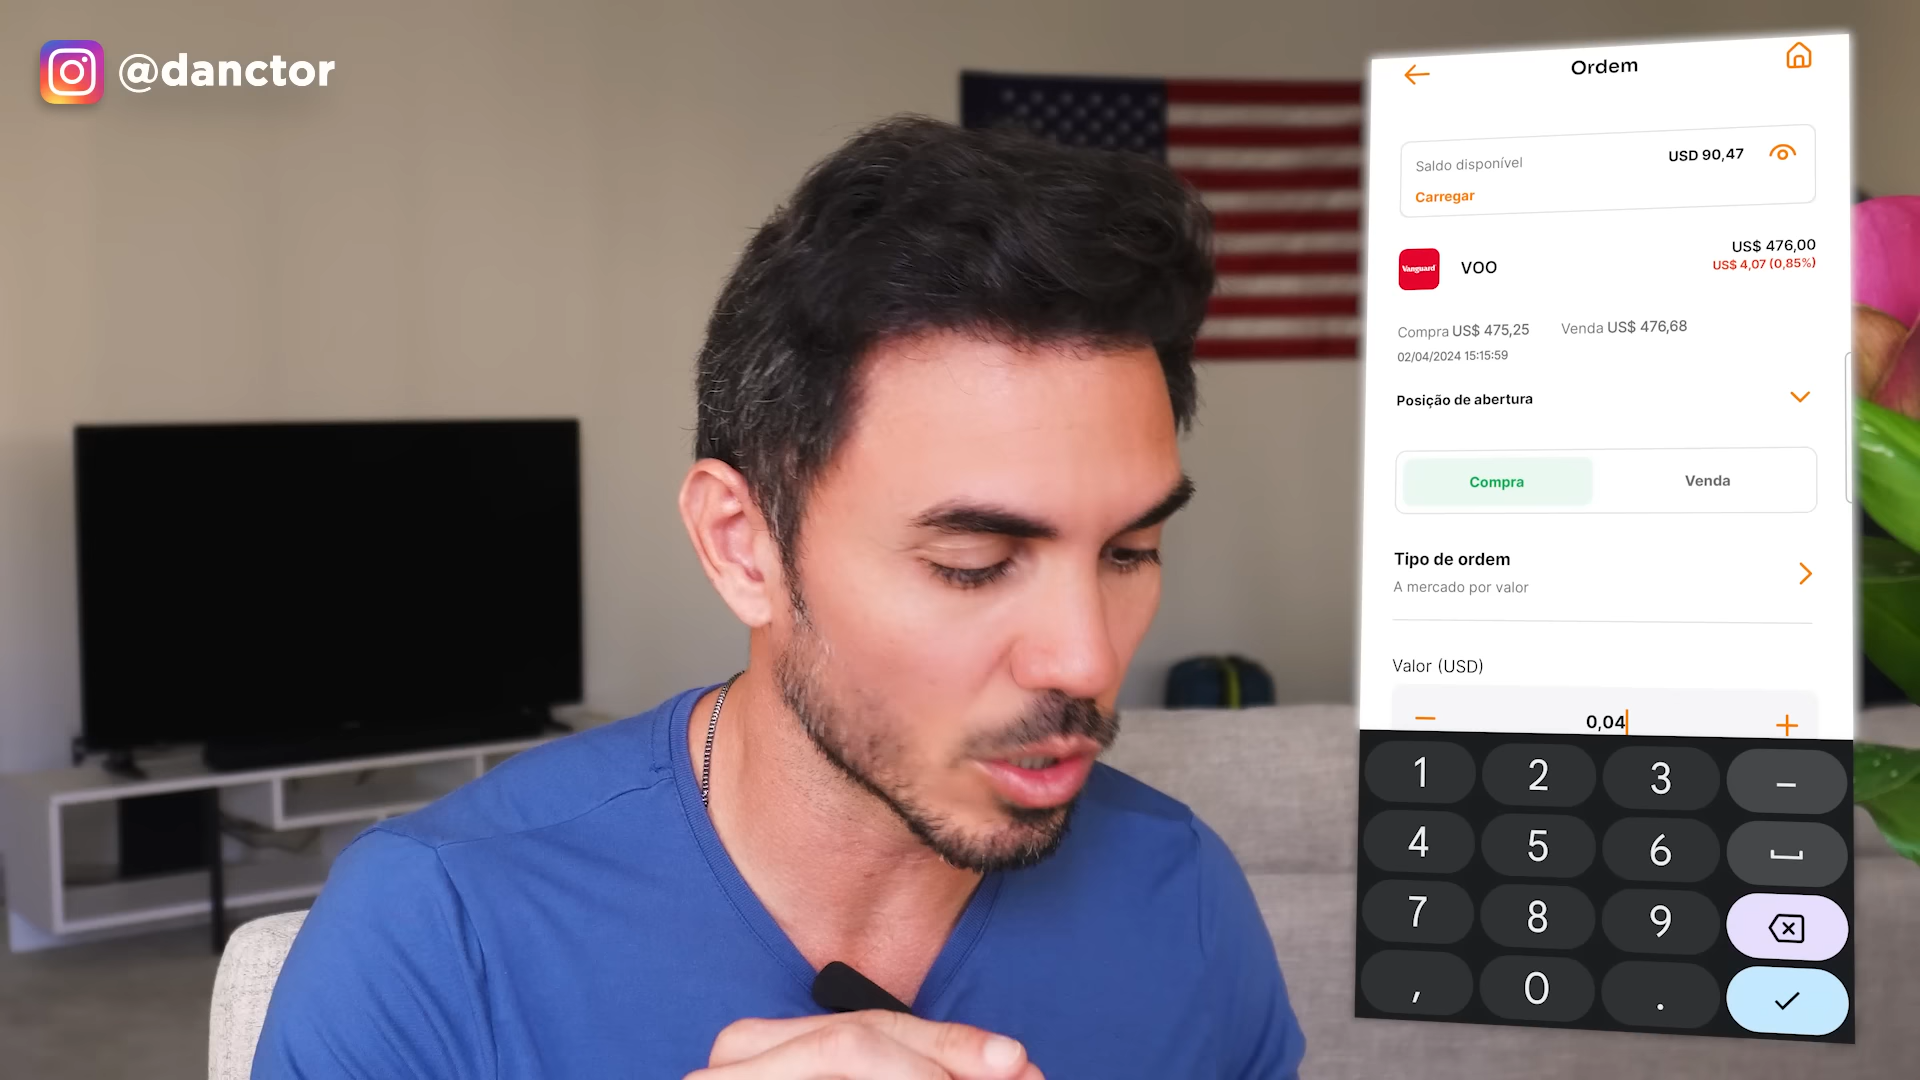 @danctor
Ordem
Saldo disponível
USD 90,47
Carregar
Vanguard
VOO
US$ 476,00
US$ 4,07 (0,85%)
Compra US$ 475,25
Venda US$ 476,68
02/04/2024 15:15:59
Posição de abertura
Compra
Venda
Tipo de ordem
A mercado por valor
Valor (USD)
− 0,04 +
1 2 3 −
4 5 6
7 8 9
, 0 .